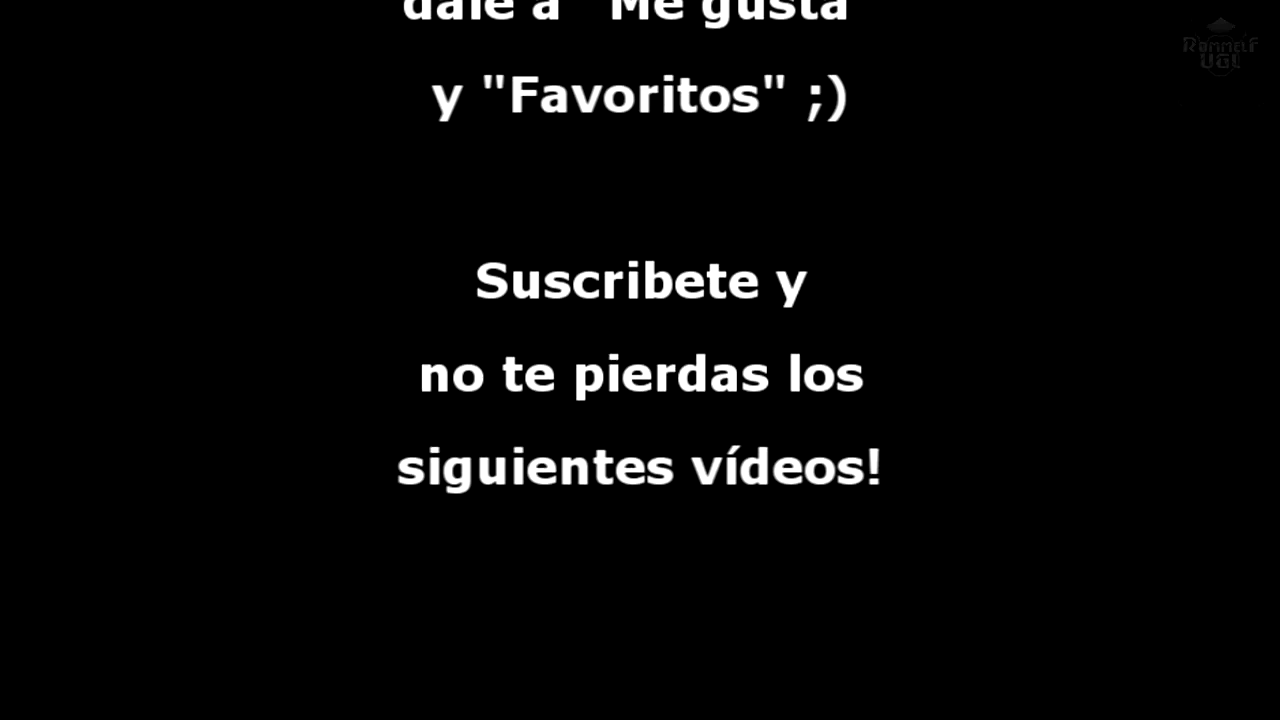 dale a "Me gusta"
y "Favoritos" ;)
Suscribete y
no te pierdas los
siguientes vídeos!